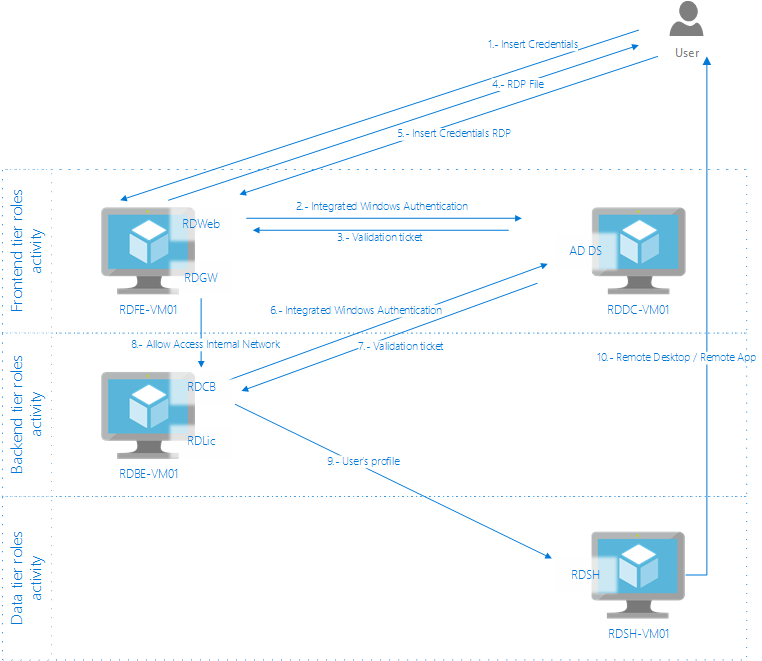 User
1.- Insert Credentials
4.- RDP File
5.- Insert Credentials RDP
Frontend tier roles
activity
RDWeb
RDGW
RDFE-VM01
2.- Integrated Windows Authentication
3.- Validation ticket
AD DS
RDDC-VM01
6.- Integrated Windows Authentication
8.- Allow Access Internal Network
7.- Validation ticket
10.- Remote Desktop / Remote App
Backend tier roles
activity
RDCB
RDLic
RDBE-VM01
9.- User's profile
Data tier roles
activity
RDSH
RDSH-VM01